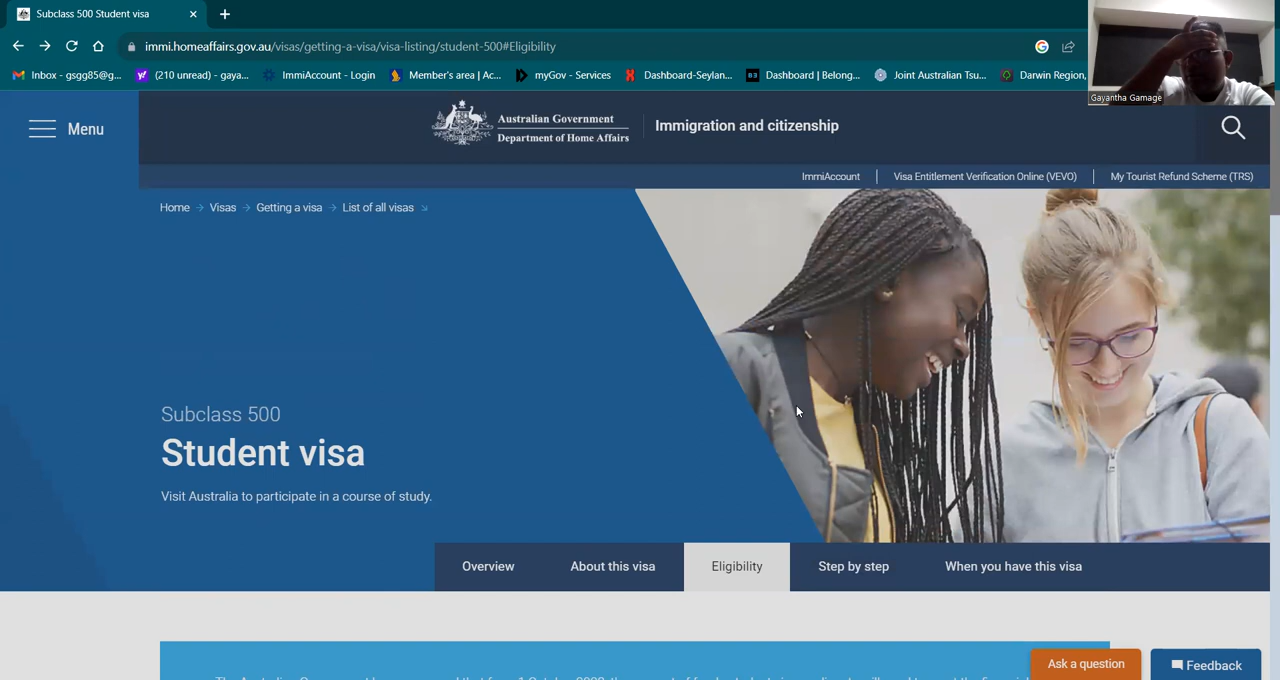 Subclass 500 Student visa
immi.homeaffairs.gov.au/visas/getting-a-visa/visa-listing/student-500#Eligibility
Inbox - gsgg85@g... (210 unread) - gaya... ImmiAccount - Login Member's area | Ac... myGov - Services Dashboard-Seylan... Dashboard | Belong... Joint Australian Tsu... Darwin Region,
Gayantha Gamage
Menu
Australian Government
Department of Home Affairs
Immigration and citizenship
ImmiAccount Visa Entitlement Verification Online (VEVO) My Tourist Refund Scheme (TRS)
Home Visas Getting a visa List of all visas
Subclass 500
Student visa
Visit Australia to participate in a course of study.
Overview About this visa Eligibility Step by step When you have this visa
Ask a question
Feedback